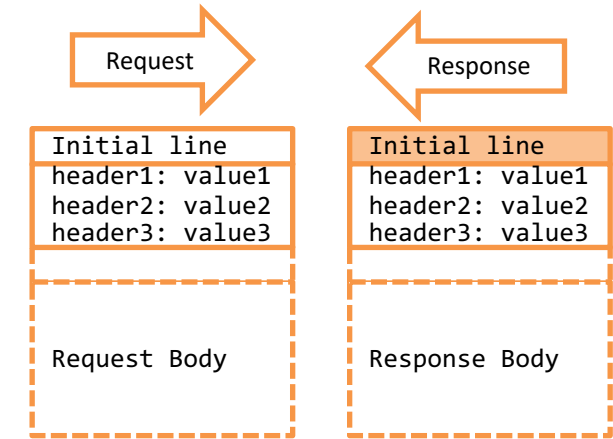 Request
Response
Initial line
header1: value1
header2: value2
header3: value3
Request Body
Initial line
header1: value1
header2: value2
header3: value3
Response Body